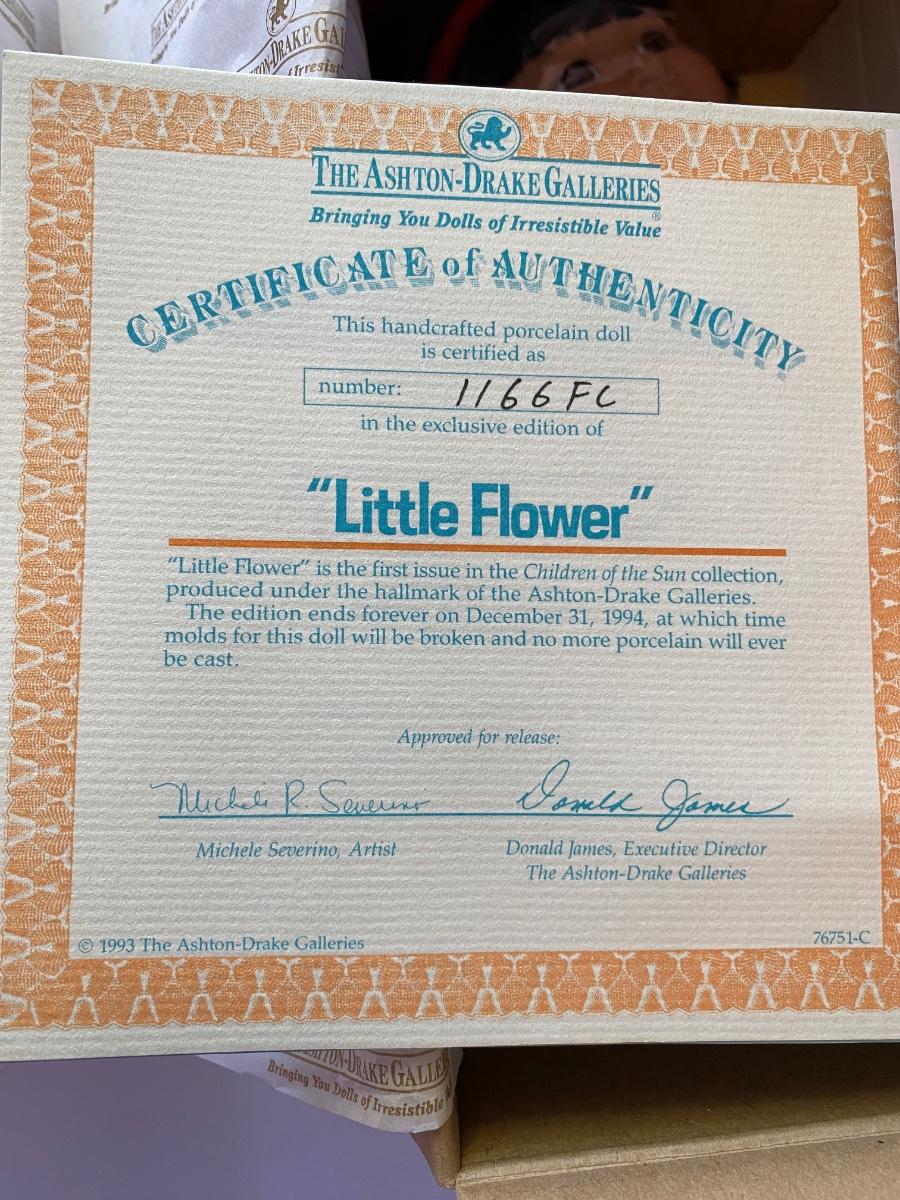 DRAKE GAL
THE ASHTON-DRAKE GALLERIES
®
Bringing You Dolls of Irresistible Value
CERTIFICATE of AUTHENTICITY
This handcrafted porcelain doll
is certified as
number: 1166FC
in the exclusive edition of
"Little Flower"
"Little Flower" is the first issue in the Children of the Sun collection,
produced under the hallmark of the Ashton-Drake Galleries.
The edition ends forever on December 31, 1994, at which time
molds for this doll will be broken and no more porcelain will ever
be cast.
Approved for release:
Michele R. Severino Donald James
Michele Severino, Artist Donald James, Executive Director
The Ashton-Drake Galleries
© 1993 The Ashton-Drake Galleries 76751-C
DRAKE GALLE
Bringing You Dolls of Irresistible